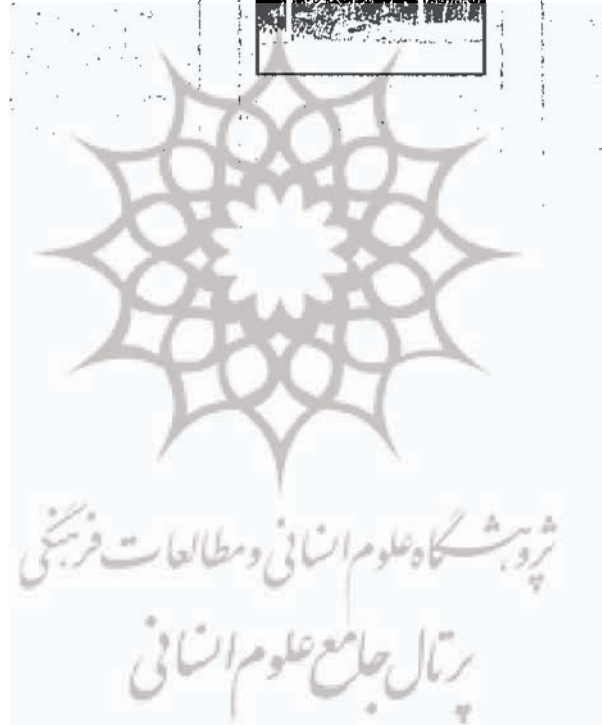 پژوهشگاه علوم انسانی و مطالعات فرهنگی
پرتال جامع علوم انسانی